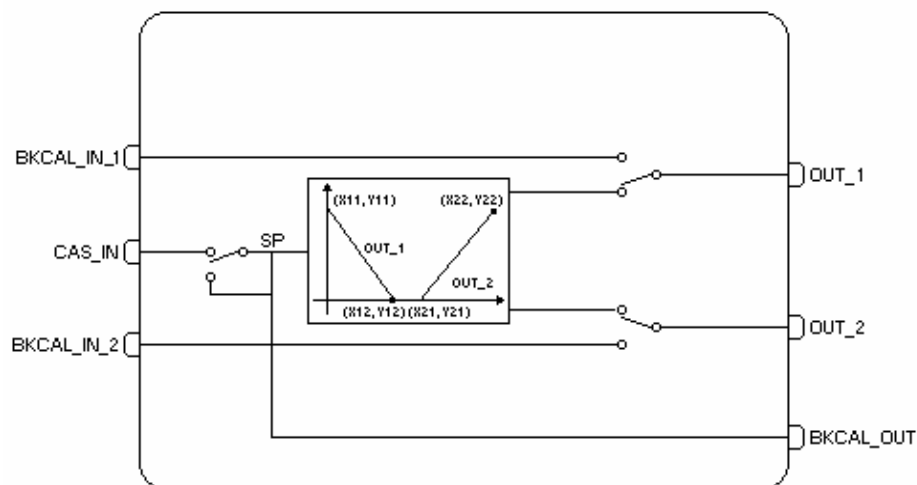 BKCAL_IN_1
OUT_1
(X11,Y11)
(X22,Y22)
CAS_IN
SP
OUT_1
OUT_2
(X12,Y12)(X21,Y21)
OUT_2
BKCAL_IN_2
BKCAL_OUT